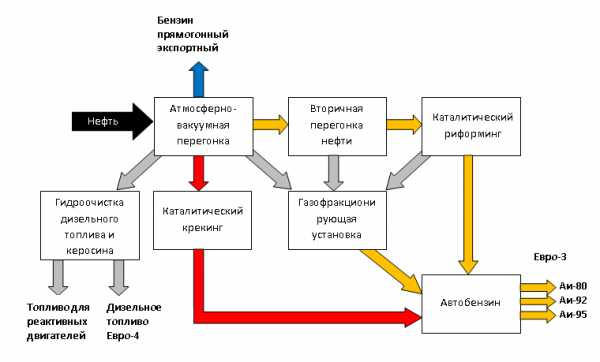 Бензин
прямогонный
экспортный
Нефть
Атмосферно-
вакуумная
перегонка
Вторичная
перегонка
нефти
Каталитический
риформинг
Гидроочистка
дизельного
топлива и
керосина
Каталитический
крекинг
Газофракциони
рующая
установка
Автобензин
Евро-3
Аи-80
Аи-92
Аи-95
Топливо для
реактивных
двигателей
Дизельное
топливо
Евро-4